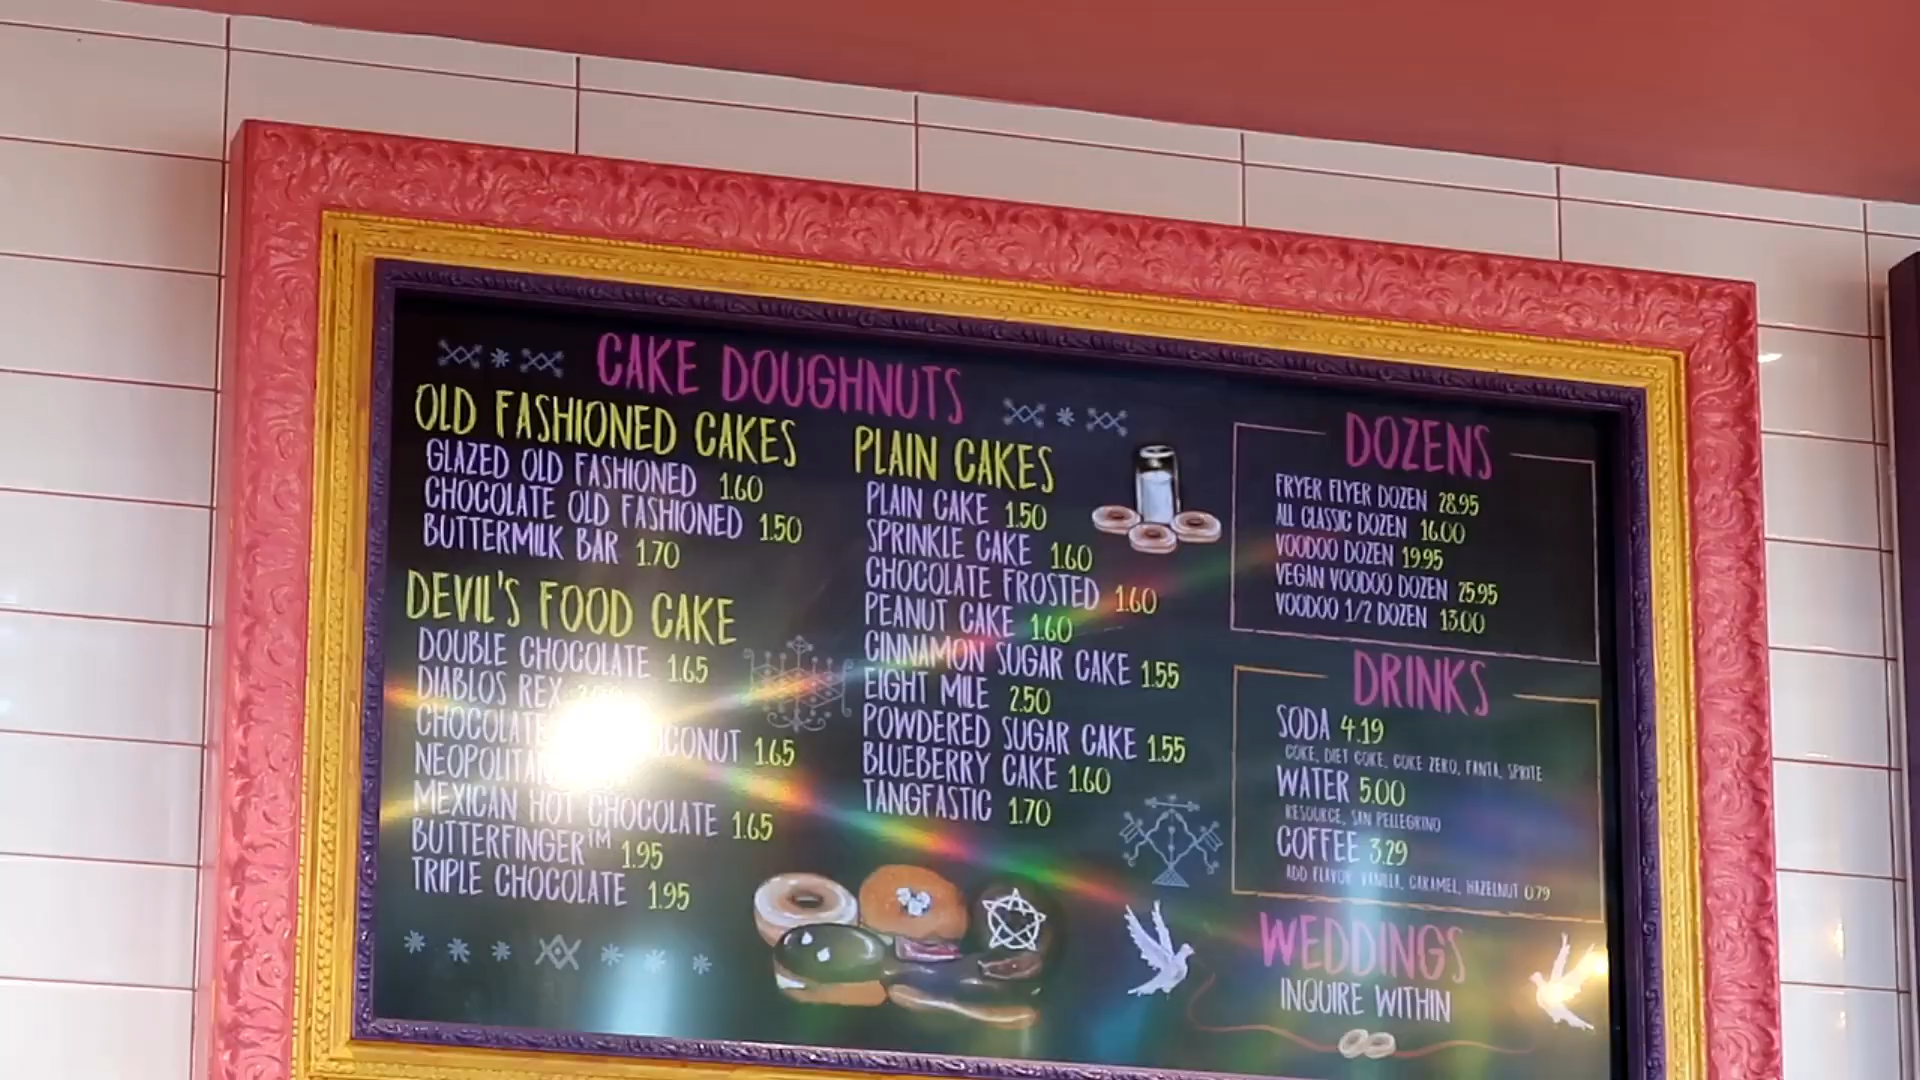 CAKE DOUGHNUTS
OLD FASHIONED CAKES
GLAZED OLD FASHIONED 1.60
CHOCOLATE OLD FASHIONED 1.50
BUTTERMILK BAR 1.70
DEVIL'S FOOD CAKE
DOUBLE CHOCOLATE 1.65
DIABLOS REX
CHOCOLATE 1.65
MEXICAN HOT CHOCOLATE 1.65
BUTTERFINGER™ 1.95
TRIPLE CHOCOLATE 1.95
PLAIN CAKES
PLAIN CAKE 1.50
SPRINKLE CAKE 1.60
CHOCOLATE FROSTED 1.60
PEANUT CAKE 1.60
CINNAMON SUGAR CAKE 1.55
EIGHT MILE 2.50
POWDERED SUGAR CAKE 1.55
BLUEBERRY CAKE 1.60
TANGFASTIC 1.70
DOZENS
FRYER FLYER DOZEN 28.95
ALL CLASSIC DOZEN 16.00
VOODOO DOZEN 19.95
VEGAN VOODOO DOZEN 25.95
VOODOO 1/2 DOZEN 13.00
DRINKS
SODA 4.19
COKE, DIET COKE, COKE ZERO, FANTA, SPRITE
WATER 5.00
RESOURCE, SAN PELLEGRINO
COFFEE 3.29
ADD FLAVOR VANILLA, CARAMEL, HAZELNUT 0.79
WEDDINGS
INQUIRE WITHIN